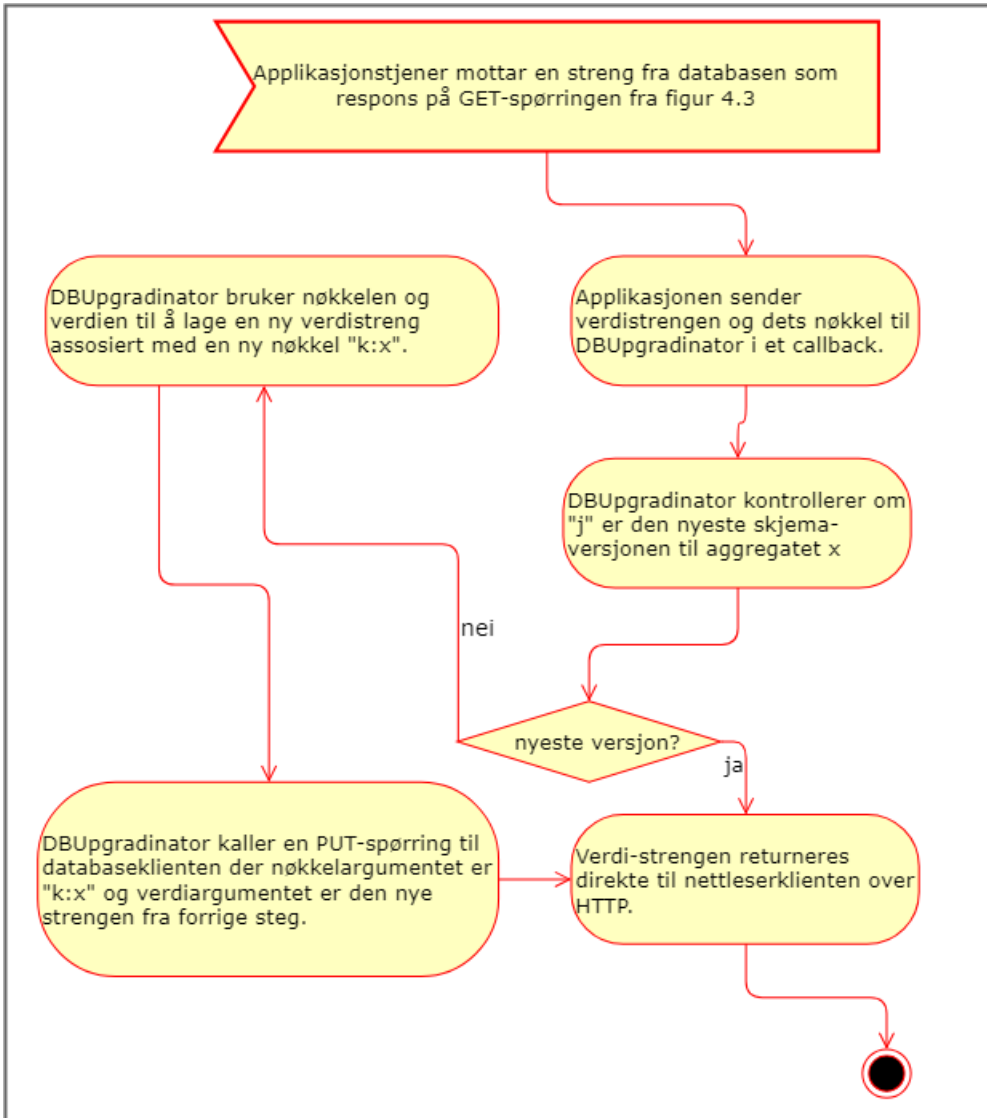 Applikasjonstjener mottar en streng fra databasen som
respons på GET-spørringen fra figur 4.3
Applikasjonen sender
verdistrengen og dets nøkkel til
DBUpgradinator i et callback.
DBUpgradinator kontrollerer om
"j" er den nyeste skjema-
versjonen til aggregatet x
nyeste versjon?
nei
ja
DBUpgradinator bruker nøkkelen og
verdien til å lage en ny verdistreng
assosiert med en ny nøkkel "k:x".
DBUpgradinator kaller en PUT-spørring til
databaseklienten der nøkkelargumentet er
"k:x" og verdiargumentet er den nye
strengen fra forrige steg.
Verdi-strengen returneres
direkte til nettleserklienten over
HTTP.